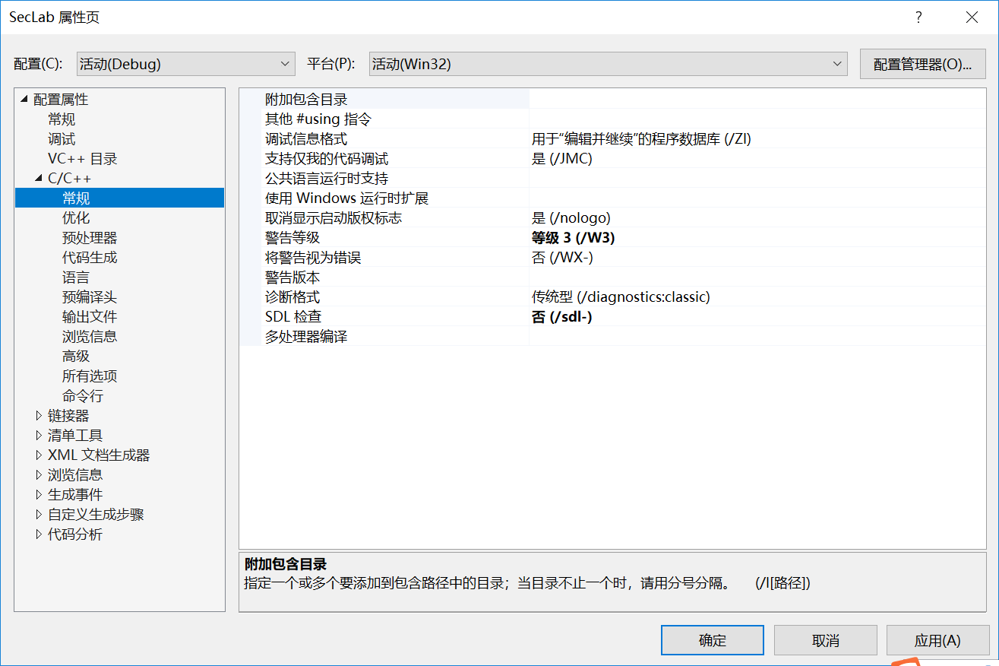 SecLab 属性页
?
配置(C):
活动(Debug)
平台(P):
活动(Win32)
配置管理器(O)...
配置属性
常规
调试
VC++ 目录
C/C++
常规
优化
预处理器
代码生成
语言
预编译头
输出文件
浏览信息
高级
所有选项
命令行
链接器
清单工具
XML 文档生成器
浏览信息
生成事件
自定义生成步骤
代码分析
附加包含目录
其他 #using 指令
调试信息格式 用于“编辑并继续”的程序数据库 (/ZI)
支持仅我的代码调试 是 (/JMC)
公共语言运行时支持
使用 Windows 运行时扩展
取消显示启动版权标志 是 (/nologo)
警告等级 等级 3 (/W3)
将警告视为错误 否 (/WX-)
警告版本
诊断格式 传统型 (/diagnostics:classic)
SDL 检查 否 (/sdl-)
多处理器编译
附加包含目录
指定一个或多个要添加到包含路径中的目录；当目录不止一个时，请用分号分隔。 (/I[路径])
确定
取消
应用(A)